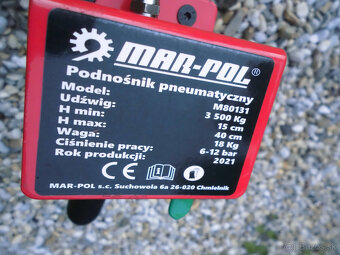 MAR-POL®
Podnośnik pneumatyczny
Model: M80131
Udźwig: 3 500 Kg
H min: 15 cm
H max: 40 cm
Waga: 18 Kg
Ciśnienie pracy: 6-12 bar
Rok produkcji: 2021
CE
MAR-POL s.c. Suchowola 6a 26-020 Chmielnik